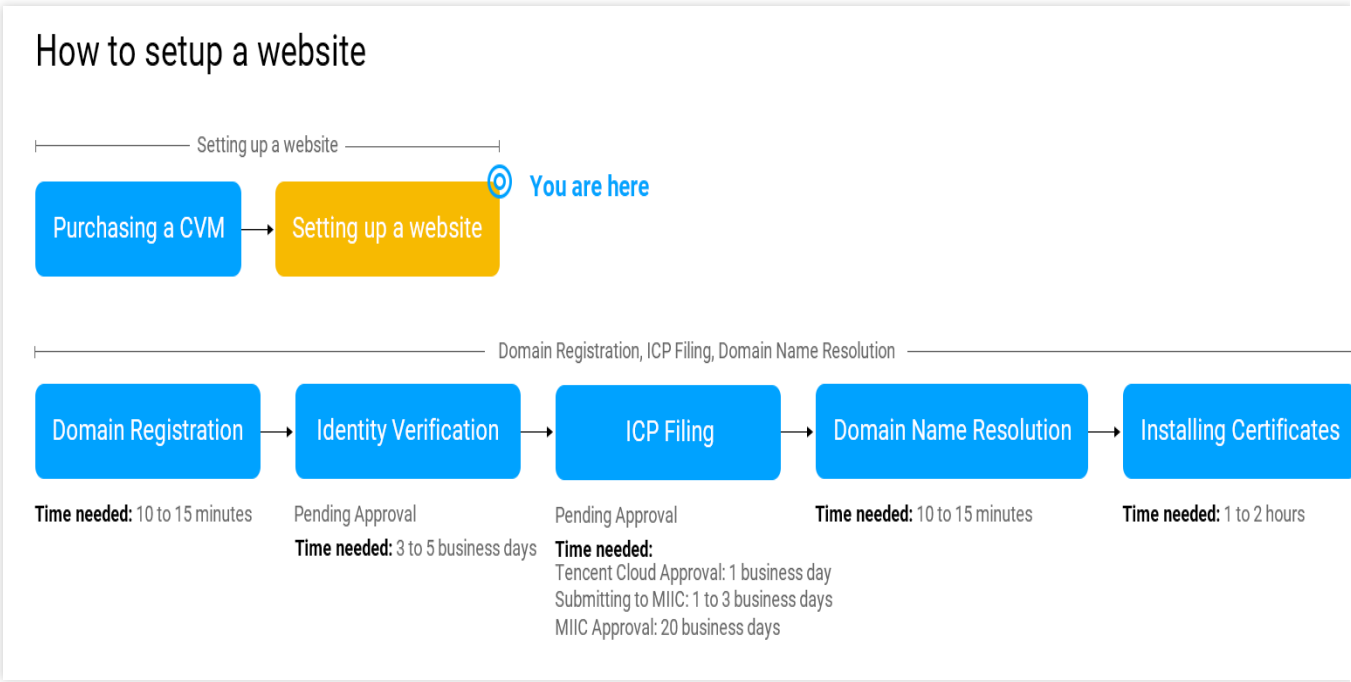 How to setup a website
Setting up a website
You are here
Purchasing a CVM
Setting up a website
Domain Registration, ICP Filing, Domain Name Resolution
Domain Registration
Identity Verification
ICP Filing
Domain Name Resolution
Installing Certificates
Time needed: 10 to 15 minutes
Pending Approval
Time needed: 3 to 5 business days
Pending Approval
Time needed:
Tencent Cloud Approval: 1 business day
Submitting to MIIC: 1 to 3 business days
MIIC Approval: 20 business days
Time needed: 10 to 15 minutes
Time needed: 1 to 2 hours